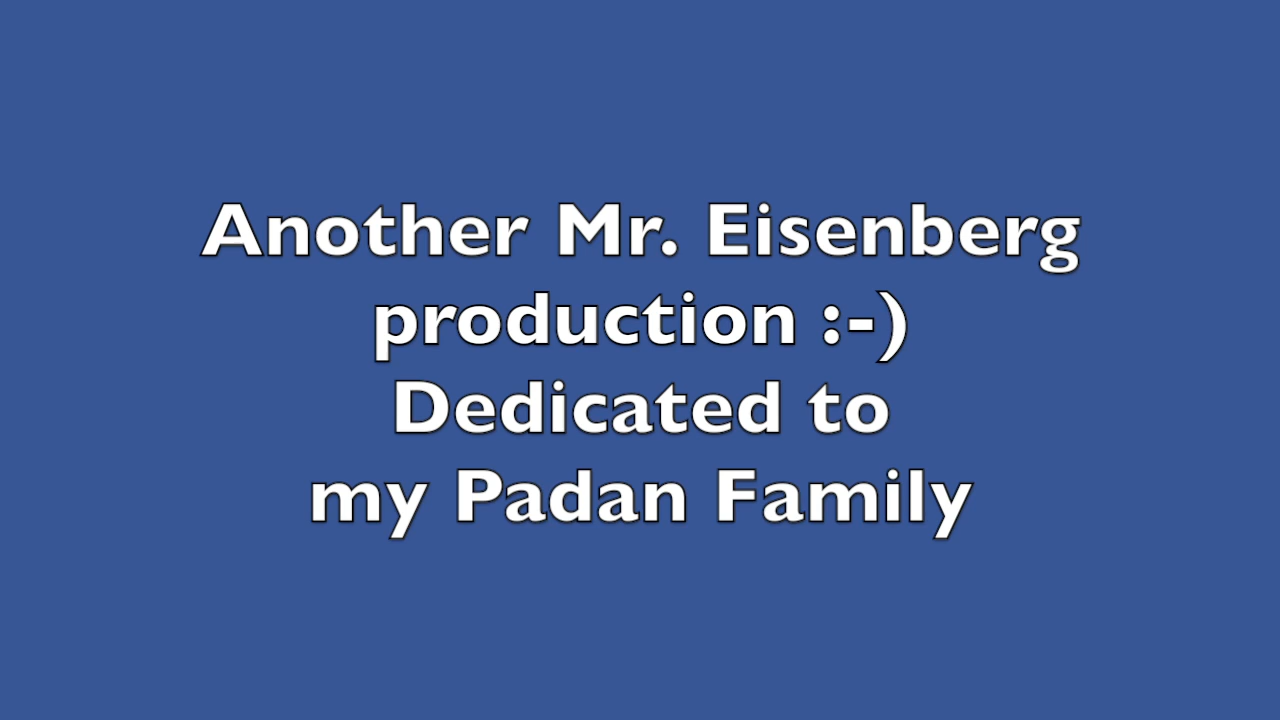 Another Mr. Eisenberg
production :-)
Dedicated to
my Padan Family